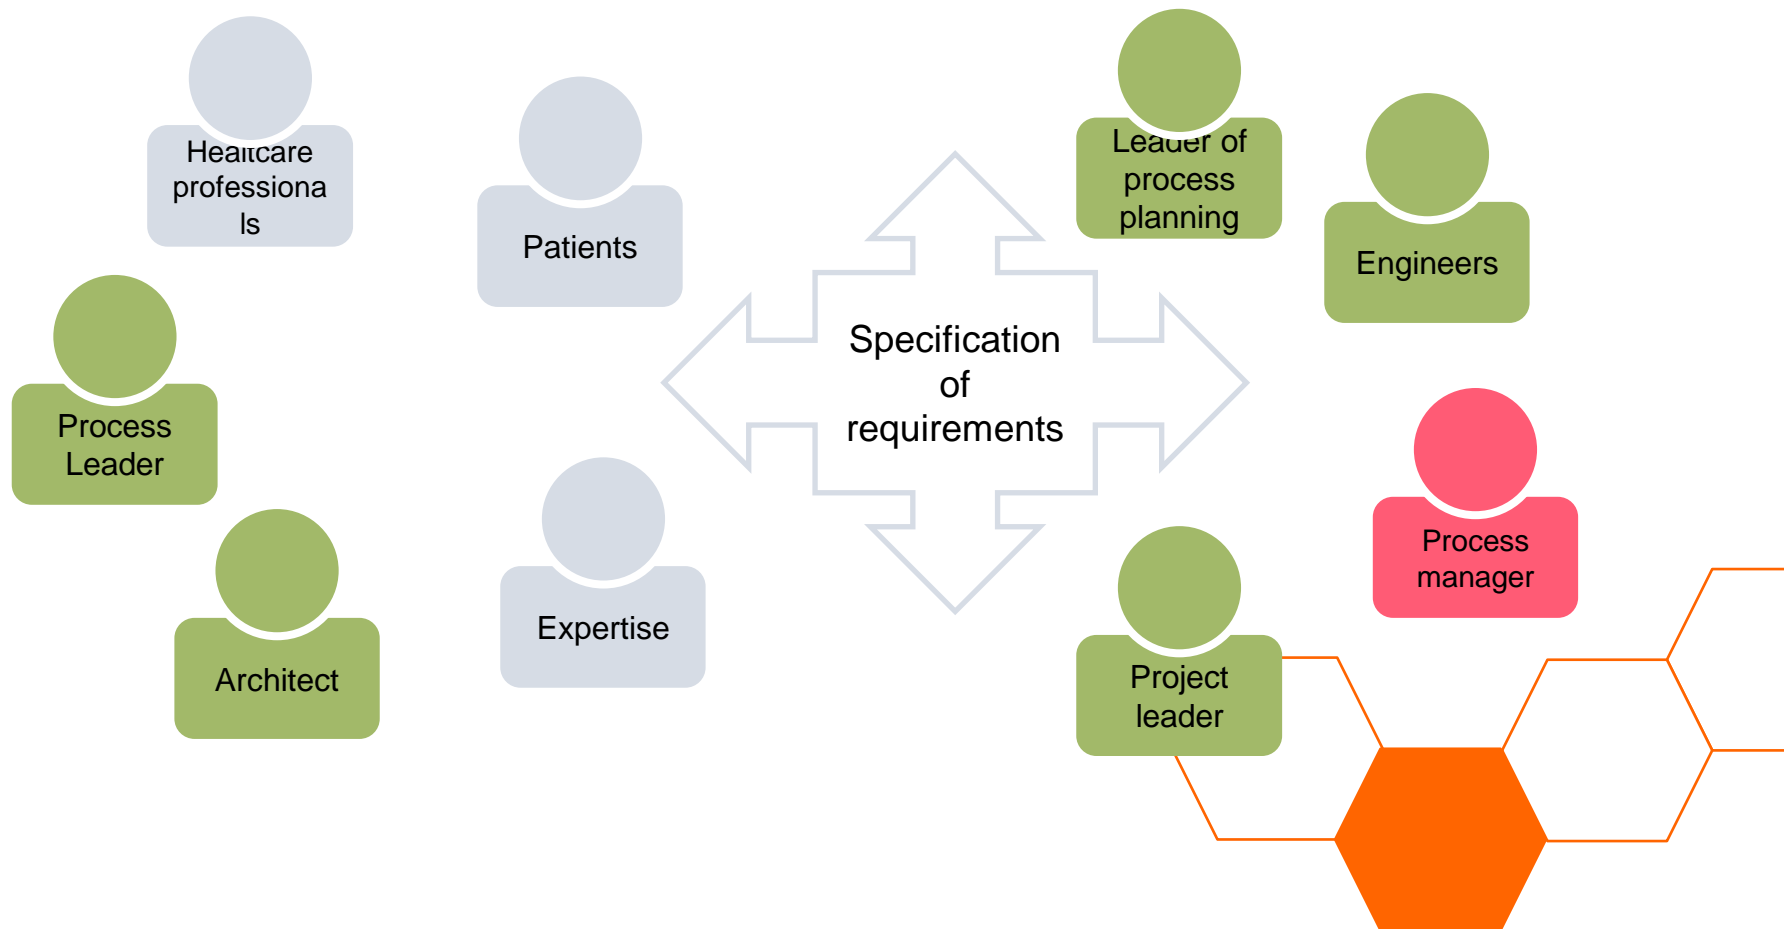 Healtcare
professiona
ls
Patients
Process
Leader
Architect
Expertise
Specification
of
requirements
Leader of
process
planning
Engineers
Process
manager
Project
leader